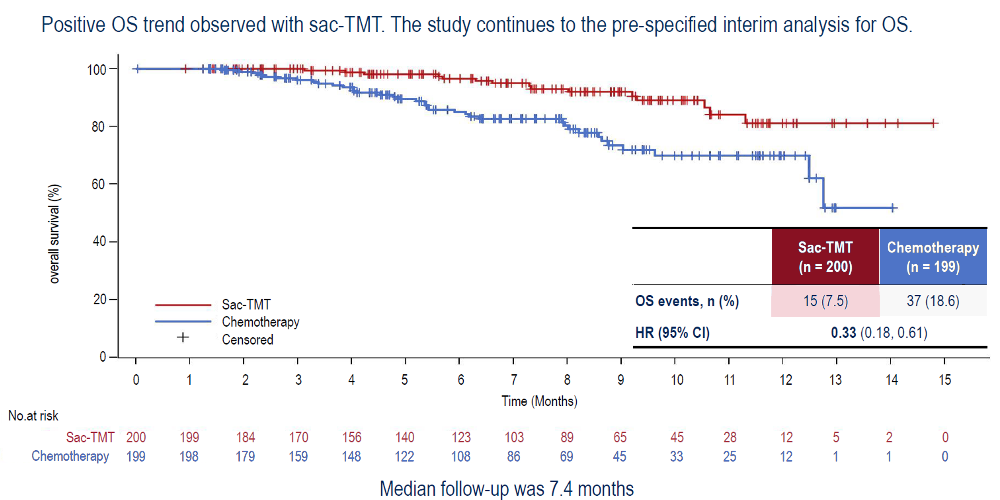 Positive OS trend observed with sac-TMT. The study continues to the pre-specified interim analysis for OS.
100
80
60
40
20
0
overall survival (%)
Sac-TMT
Chemotherapy
Censored
Sac-TMT (n = 200) Chemotherapy (n = 199)
OS events, n (%) 15 (7.5) 37 (18.6)
HR (95% CI) 0.33 (0.18, 0.61)
0 1 2 3 4 5 6 7 8 9 10 11 12 13 14 15
Time (Months)
No.at risk
Sac-TMT 200 199 184 170 156 140 123 103 89 65 45 28 12 5 2 0
Chemotherapy 199 198 179 159 148 122 108 86 69 45 33 25 12 1 1 0
Median follow-up was 7.4 months